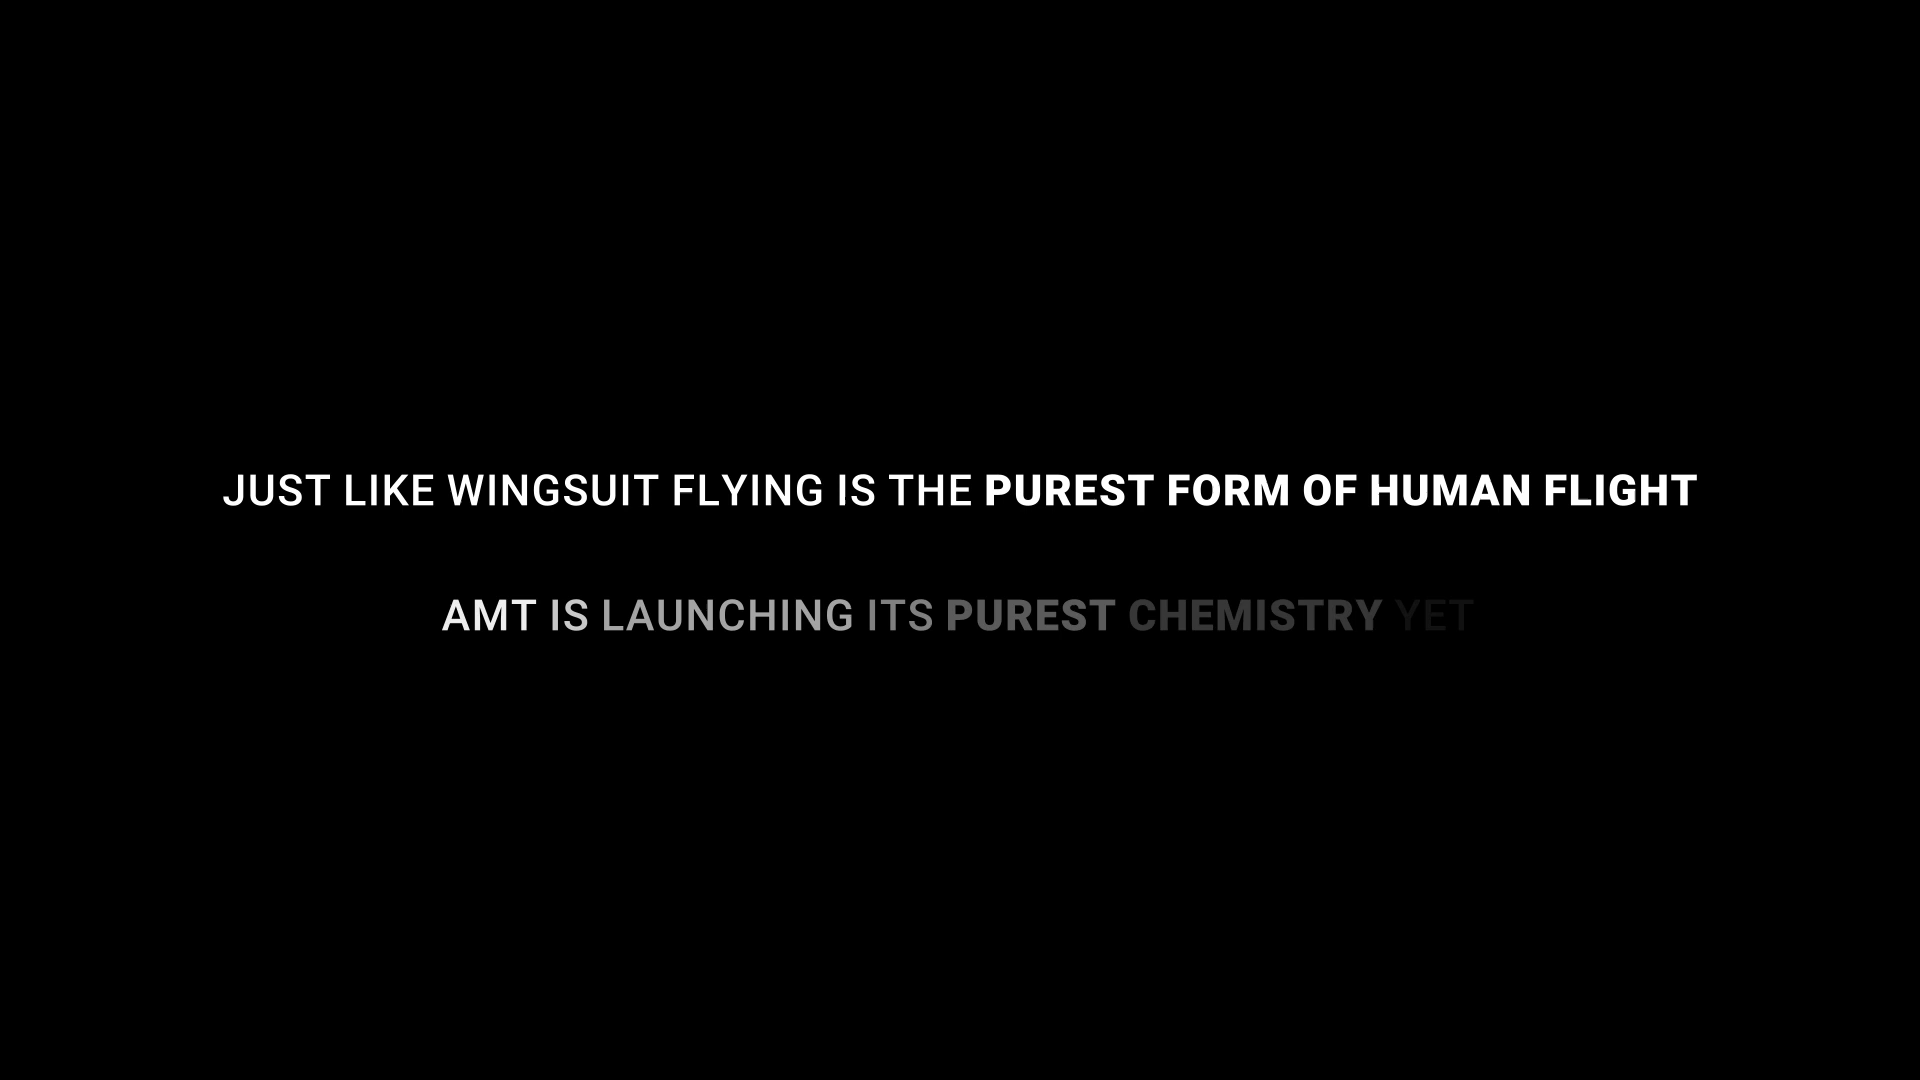 JUST LIKE WINGSUIT FLYING IS THE PUREST FORM OF HUMAN FLIGHT
AMT IS LAUNCHING ITS PUREST CHEMISTRY YET